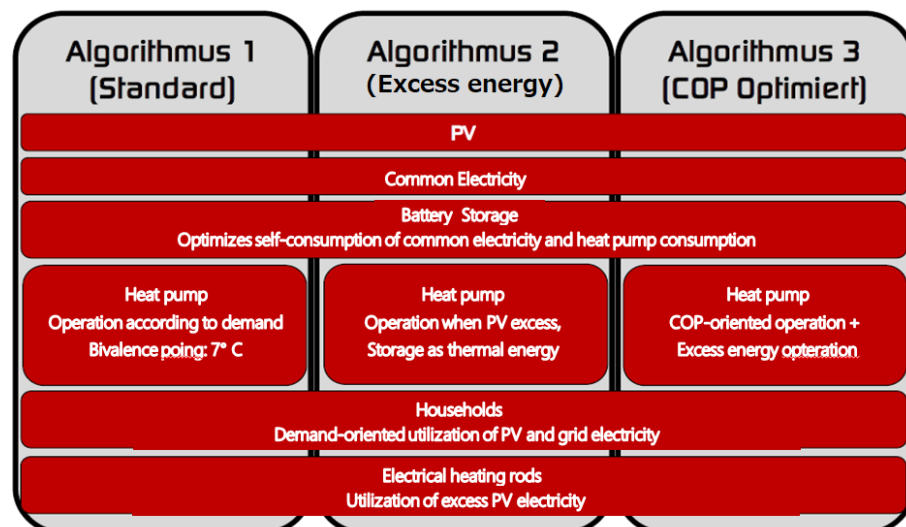 Algorithmus 1
(Standard)
Algorithmus 2
(Excess energy)
Algorithmus 3
(COP Optimiert)
PV
Common Electricity
Battery Storage
Optimizes self-consumption of common electricity and heat pump consumption
Heat pump
Operation according to demand
Bivalence poing: 7° C
Heat pump
Operation when PV excess,
Storage as thermal energy
Heat pump
COP-oriented operation +
Excess energy opteration
Households
Demand-oriented utilization of PV and grid electricity
Electrical heating rods
Utilization of excess PV electricity